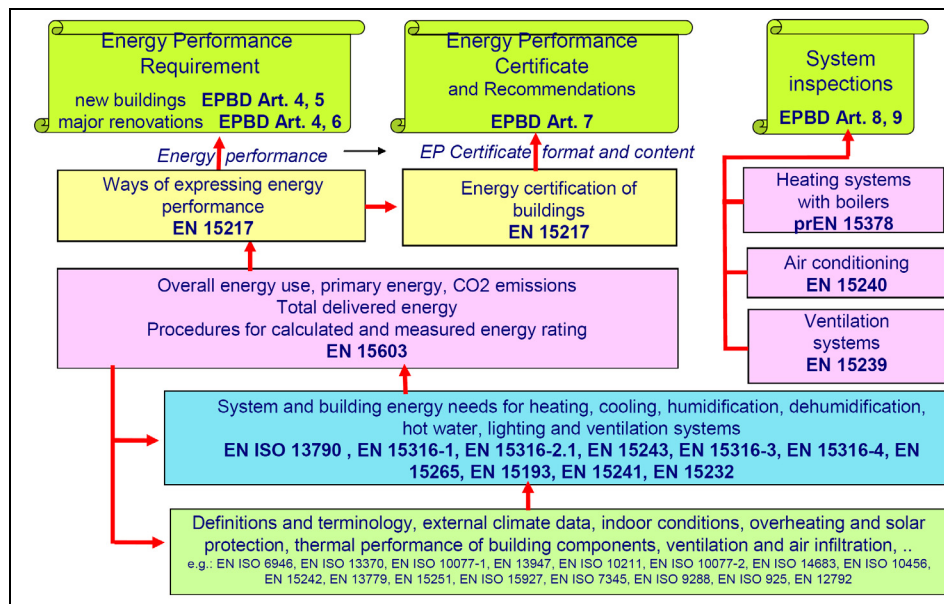 Energy Performance
Requirement
new buildings EPBD Art. 4, 5
major renovations EPBD Art. 4, 6
Energy Performance
Certificate
and Recommendations
EPBD Art. 7
System
inspections
EPBD Art. 8, 9
Energy performance
EP Certificate format and content
Ways of expressing energy
performance
EN 15217
Energy certification of
buildings
EN 15217
Heating systems
with boilers
prEN 15378
Air conditioning
EN 15240
Ventilation
systems
EN 15239
Overall energy use, primary energy, CO2 emissions
Total delivered energy
Procedures for calculated and measured energy rating
EN 15603
System and building energy needs for heating, cooling, humidification, dehumidification,
hot water, lighting and ventilation systems
EN ISO 13790 , EN 15316-1, EN 15316-2.1, EN 15243, EN 15316-3, EN 15316-4, EN
15265, EN 15193, EN 15241, EN 15232
Definitions and terminology, external climate data, indoor conditions, overheating and solar
protection, thermal performance of building components, ventilation and air infiltration, ..
e.g.: EN ISO 6946, EN ISO 13370, EN ISO 10077-1, EN 13947, EN ISO 10211, EN ISO 10077-2, EN ISO 14683, EN ISO 10456,
EN 15242, EN 13779, EN 15251, EN ISO 15927, EN ISO 7345, EN ISO 9288, EN ISO 925, EN 12792